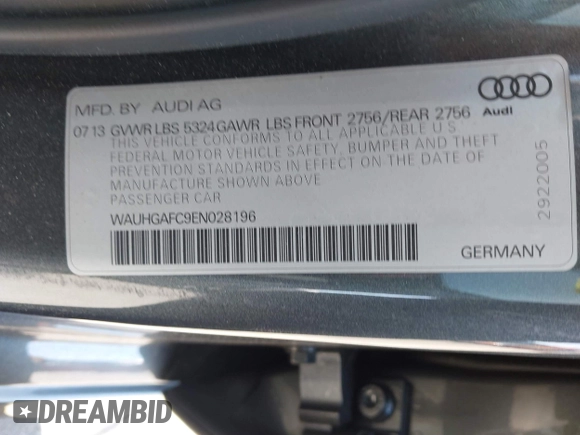 MFD. BY AUDI AG
Audi
07 13 GVWR LBS 5324 GAWR LBS FRONT 2756/REAR 2756
THIS VEHICLE CONFORMS TO ALL APPLICABLE U S
FEDERAL MOTOR VEHICLE SAFETY, BUMPER AND THEFT
PREVENTION STANDARDS IN EFFECT ON THE DATE OF
MANUFACTURE SHOWN ABOVE
PASSENGER CAR
WAUHGAFC9EN028196
2922005
GERMANY
DREAMBID